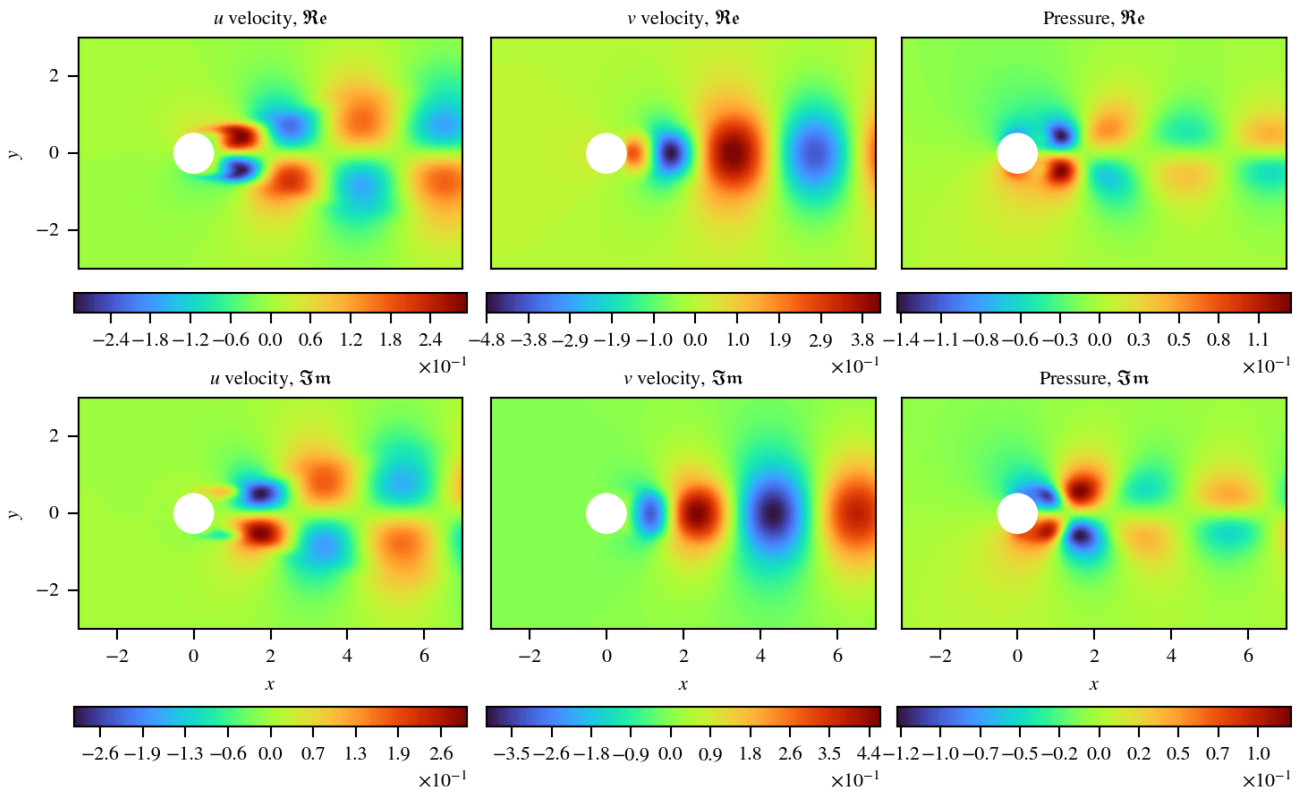 u velocity, ℜ𝔢 v velocity, ℜ𝔢 Pressure, ℜ𝔢
y 2 0 −2
−2.4 −1.8 −1.2 −0.6 0.0 0.6 1.2 1.8 2.4 −4.8 −3.8 −2.9 −1.9 −1.0 0.0 1.0 1.9 2.9 3.8 −1.4 −1.1 −0.8 −0.6 −0.3 0.0 0.3 0.5 0.8 1.1
×10⁻¹ ×10⁻¹ ×10⁻¹
u velocity, ℑ𝔪 v velocity, ℑ𝔪 Pressure, ℑ𝔪
y 2 0 −2
−2 0 2 4 6 −2 0 2 4 6 −2 0 2 4 6
x x x
−2.6 −1.9 −1.3 −0.6 0.0 0.7 1.3 1.9 2.6 −3.5 −2.6 −1.8 −0.9 0.0 0.9 1.8 2.6 3.5 4.4 −1.2 −1.0 −0.7 −0.5 −0.2 0.0 0.2 0.5 0.7 1.0
×10⁻¹ ×10⁻¹ ×10⁻¹